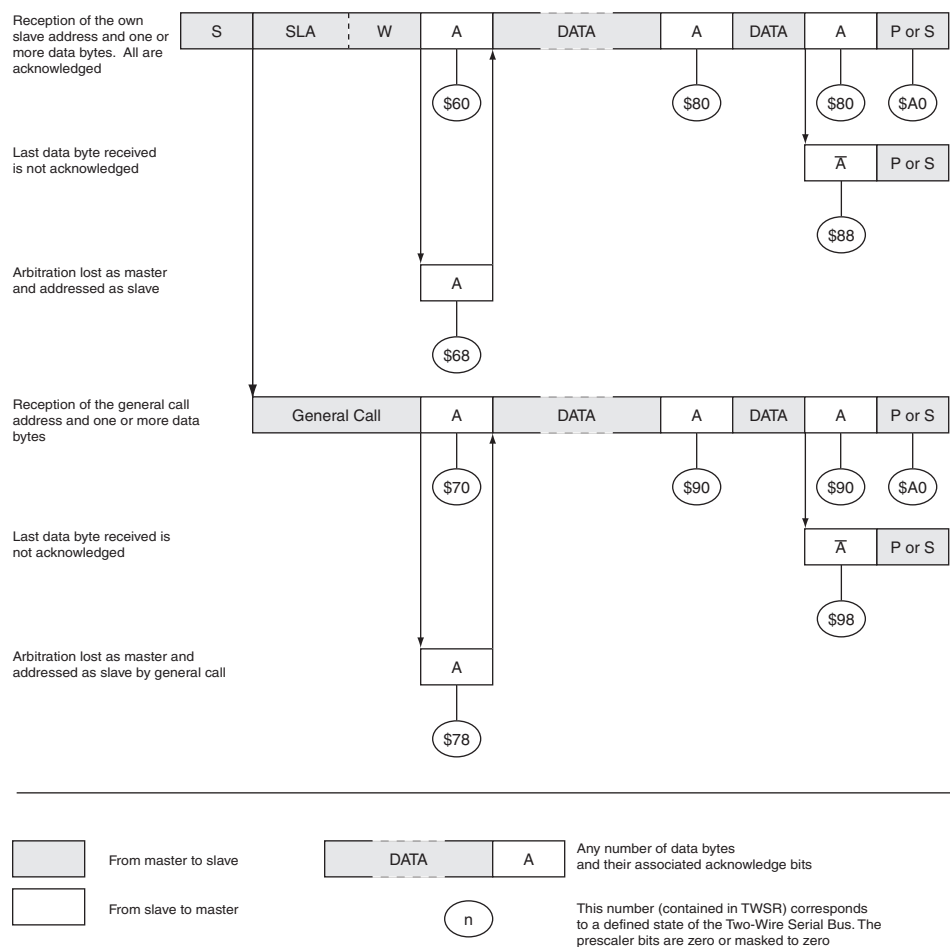 Reception of the own
slave address and one or
more data bytes.  All are
acknowledged
S SLA W A DATA A DATA A P or S
$60 $80 $80 $A0
Last data byte received
is not acknowledged
A̅ P or S
$88
Arbitration lost as master
and addressed as slave
A
$68
Reception of the general call
address and one or more data
bytes
General Call A DATA A DATA A P or S
$70 $90 $90 $A0
Last data byte received is
not acknowledged
A̅ P or S
$98
Arbitration lost as master and
addressed as slave by general call
A
$78
From master to slave
DATA A
Any number of data bytes
and their associated acknowledge bits
From slave to master
n
This number (contained in TWSR) corresponds
to a defined state of the Two-Wire Serial Bus. The
prescaler bits are zero or masked to zero